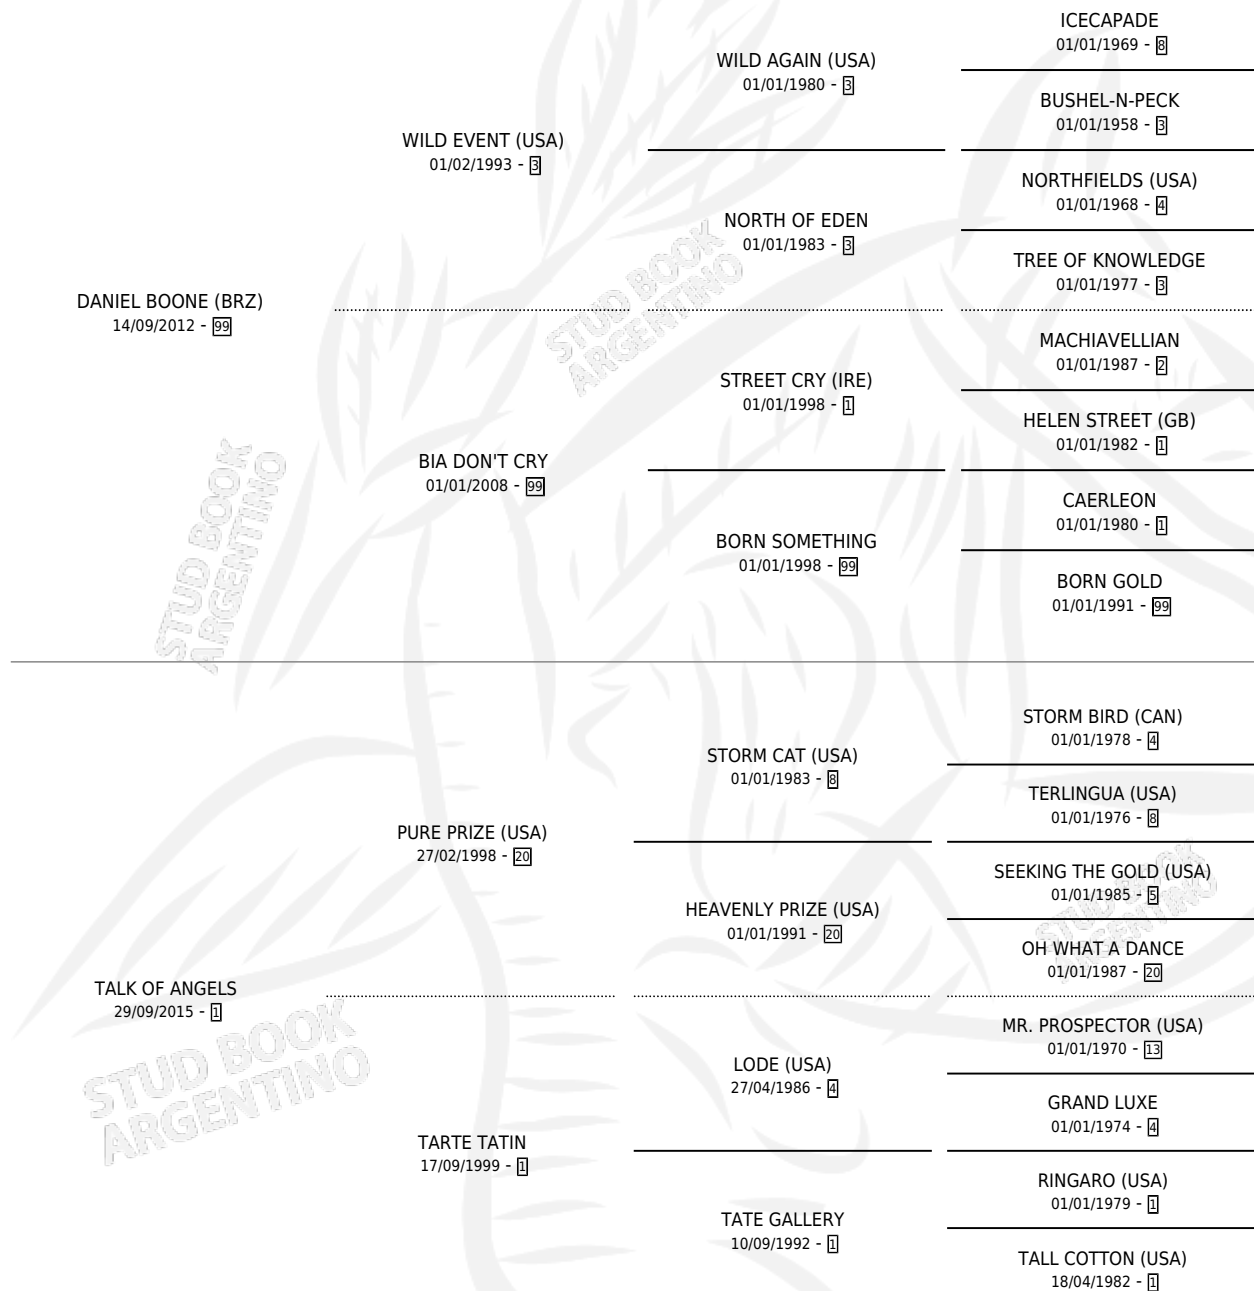 ICECAPADE
01/01/1969 - 8
WILD AGAIN (USA)
01/01/1980 - 3
BUSHEL-N-PECK
01/01/1958 - 3
WILD EVENT (USA)
01/02/1993 - 3
NORTHFIELDS (USA)
01/01/1968 - 4
NORTH OF EDEN
01/01/1983 - 3
TREE OF KNOWLEDGE
01/01/1977 - 3
DANIEL BOONE (BRZ)
14/09/2012 - 99
MACHIAVELLIAN
01/01/1987 - 2
STREET CRY (IRE)
01/01/1998 - 1
HELEN STREET (GB)
01/01/1982 - 1
BIA DON'T CRY
01/01/2008 - 99
CAERLEON
01/01/1980 - 1
BORN SOMETHING
01/01/1998 - 99
BORN GOLD
01/01/1991 - 99
STORM BIRD (CAN)
01/01/1978 - 4
STORM CAT (USA)
01/01/1983 - 8
TERLINGUA (USA)
01/01/1976 - 8
PURE PRIZE (USA)
27/02/1998 - 20
SEEKING THE GOLD (USA)
01/01/1985 - 5
HEAVENLY PRIZE (USA)
01/01/1991 - 20
OH WHAT A DANCE
01/01/1987 - 20
TALK OF ANGELS
29/09/2015 - 1
MR. PROSPECTOR (USA)
01/01/1970 - 13
LODE (USA)
27/04/1986 - 4
GRAND LUXE
01/01/1974 - 4
TARTE TATIN
17/09/1999 - 1
RINGARO (USA)
01/01/1979 - 1
TATE GALLERY
10/09/1992 - 1
TALL COTTON (USA)
18/04/1982 - 1
STUD BOOK
ARGENTINO
STUD BOOK
ARGENTINO
STUD BOOK
ARGENTINO
STUD BOOK
ARGENTINO